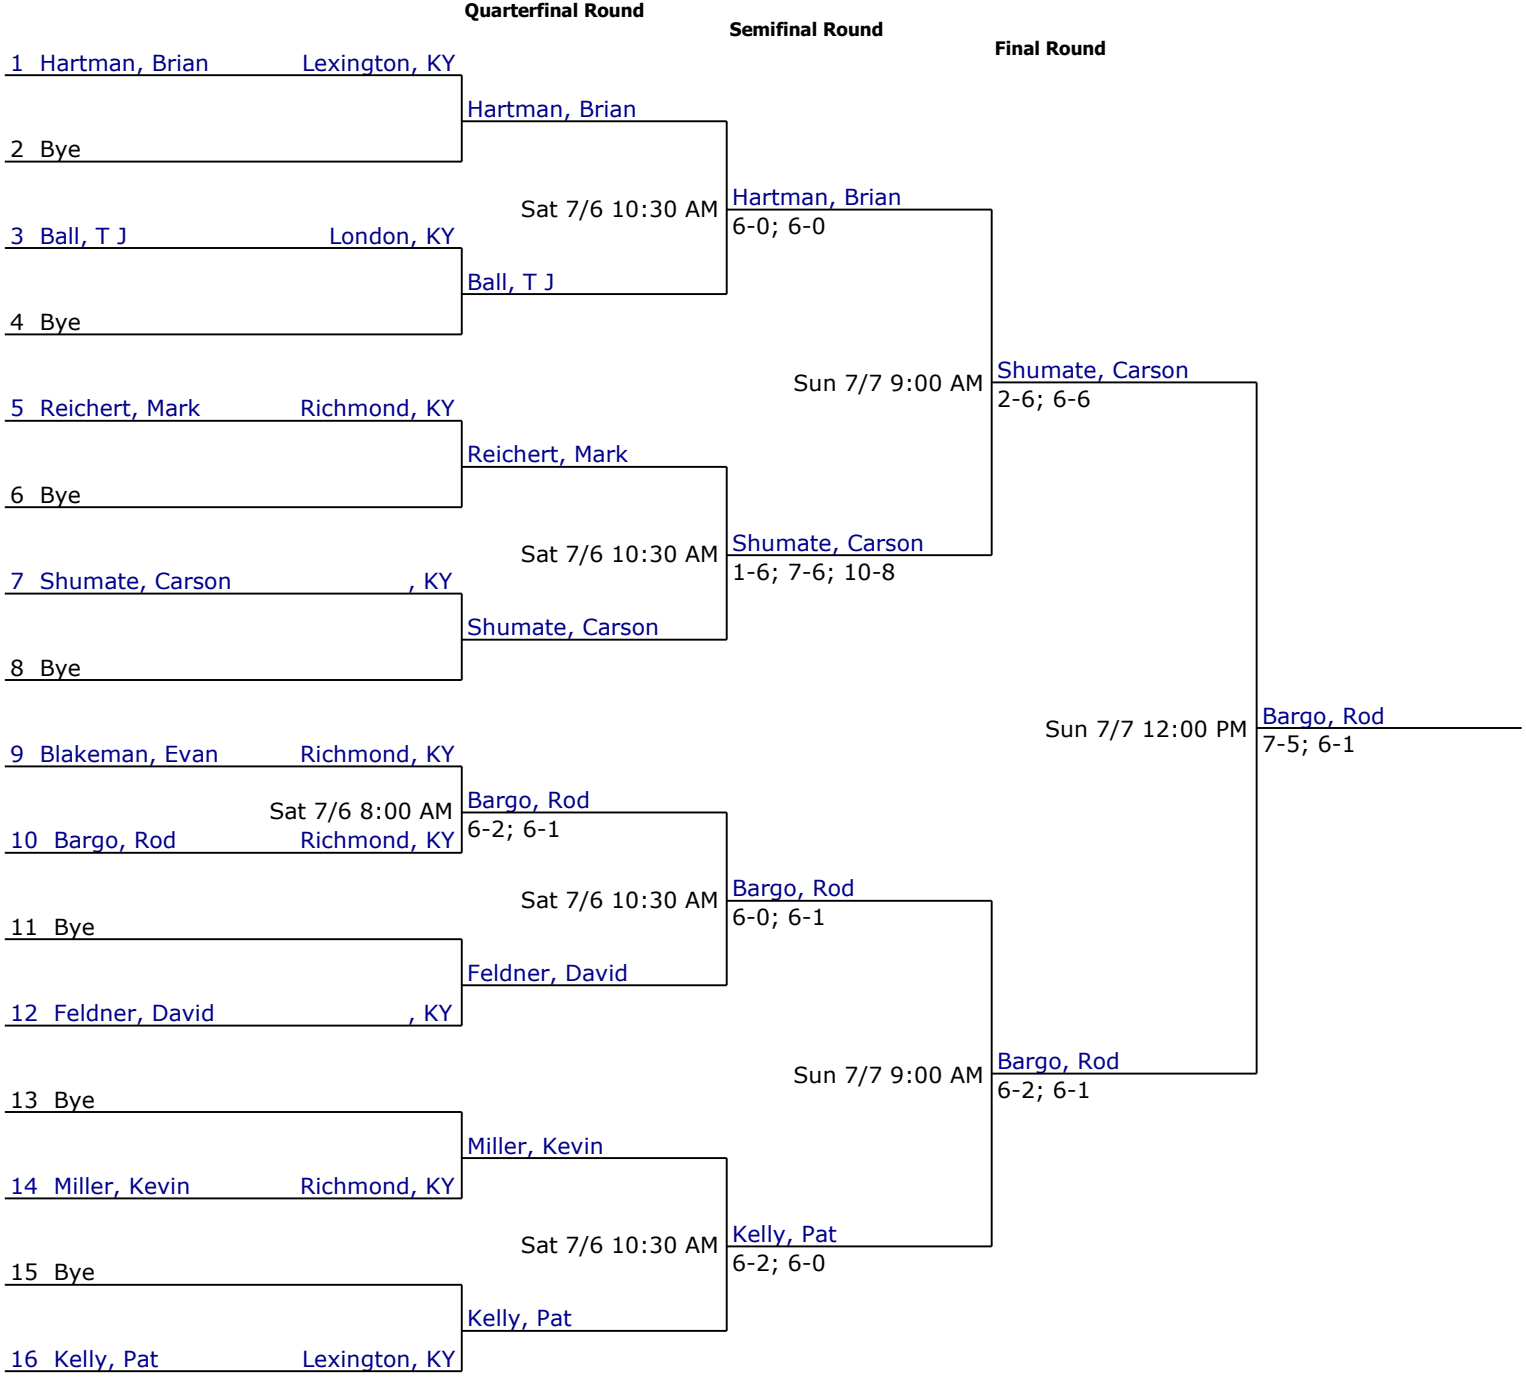 Quarterfinal Round
Semifinal Round
Final Round
1 Hartman, Brian Lexington, KY
Hartman, Brian
2 Bye
Sat 7/6 10:30 AM Hartman, Brian
6-0; 6-0
3 Ball, T J London, KY
Ball, T J
4 Bye
Sun 7/7 9:00 AM Shumate, Carson
2-6; 6-6
5 Reichert, Mark Richmond, KY
Reichert, Mark
6 Bye
Sat 7/6 10:30 AM Shumate, Carson
1-6; 7-6; 10-8
7 Shumate, Carson , KY
Shumate, Carson
8 Bye
Sun 7/7 12:00 PM Bargo, Rod
7-5; 6-1
9 Blakeman, Evan Richmond, KY
Sat 7/6 8:00 AM Bargo, Rod
6-2; 6-1
10 Bargo, Rod Richmond, KY
Sat 7/6 10:30 AM Bargo, Rod
6-0; 6-1
11 Bye
Feldner, David
12 Feldner, David , KY
Sun 7/7 9:00 AM Bargo, Rod
6-2; 6-1
13 Bye
Miller, Kevin
14 Miller, Kevin Richmond, KY
Sat 7/6 10:30 AM Kelly, Pat
6-2; 6-0
15 Bye
Kelly, Pat
16 Kelly, Pat Lexington, KY